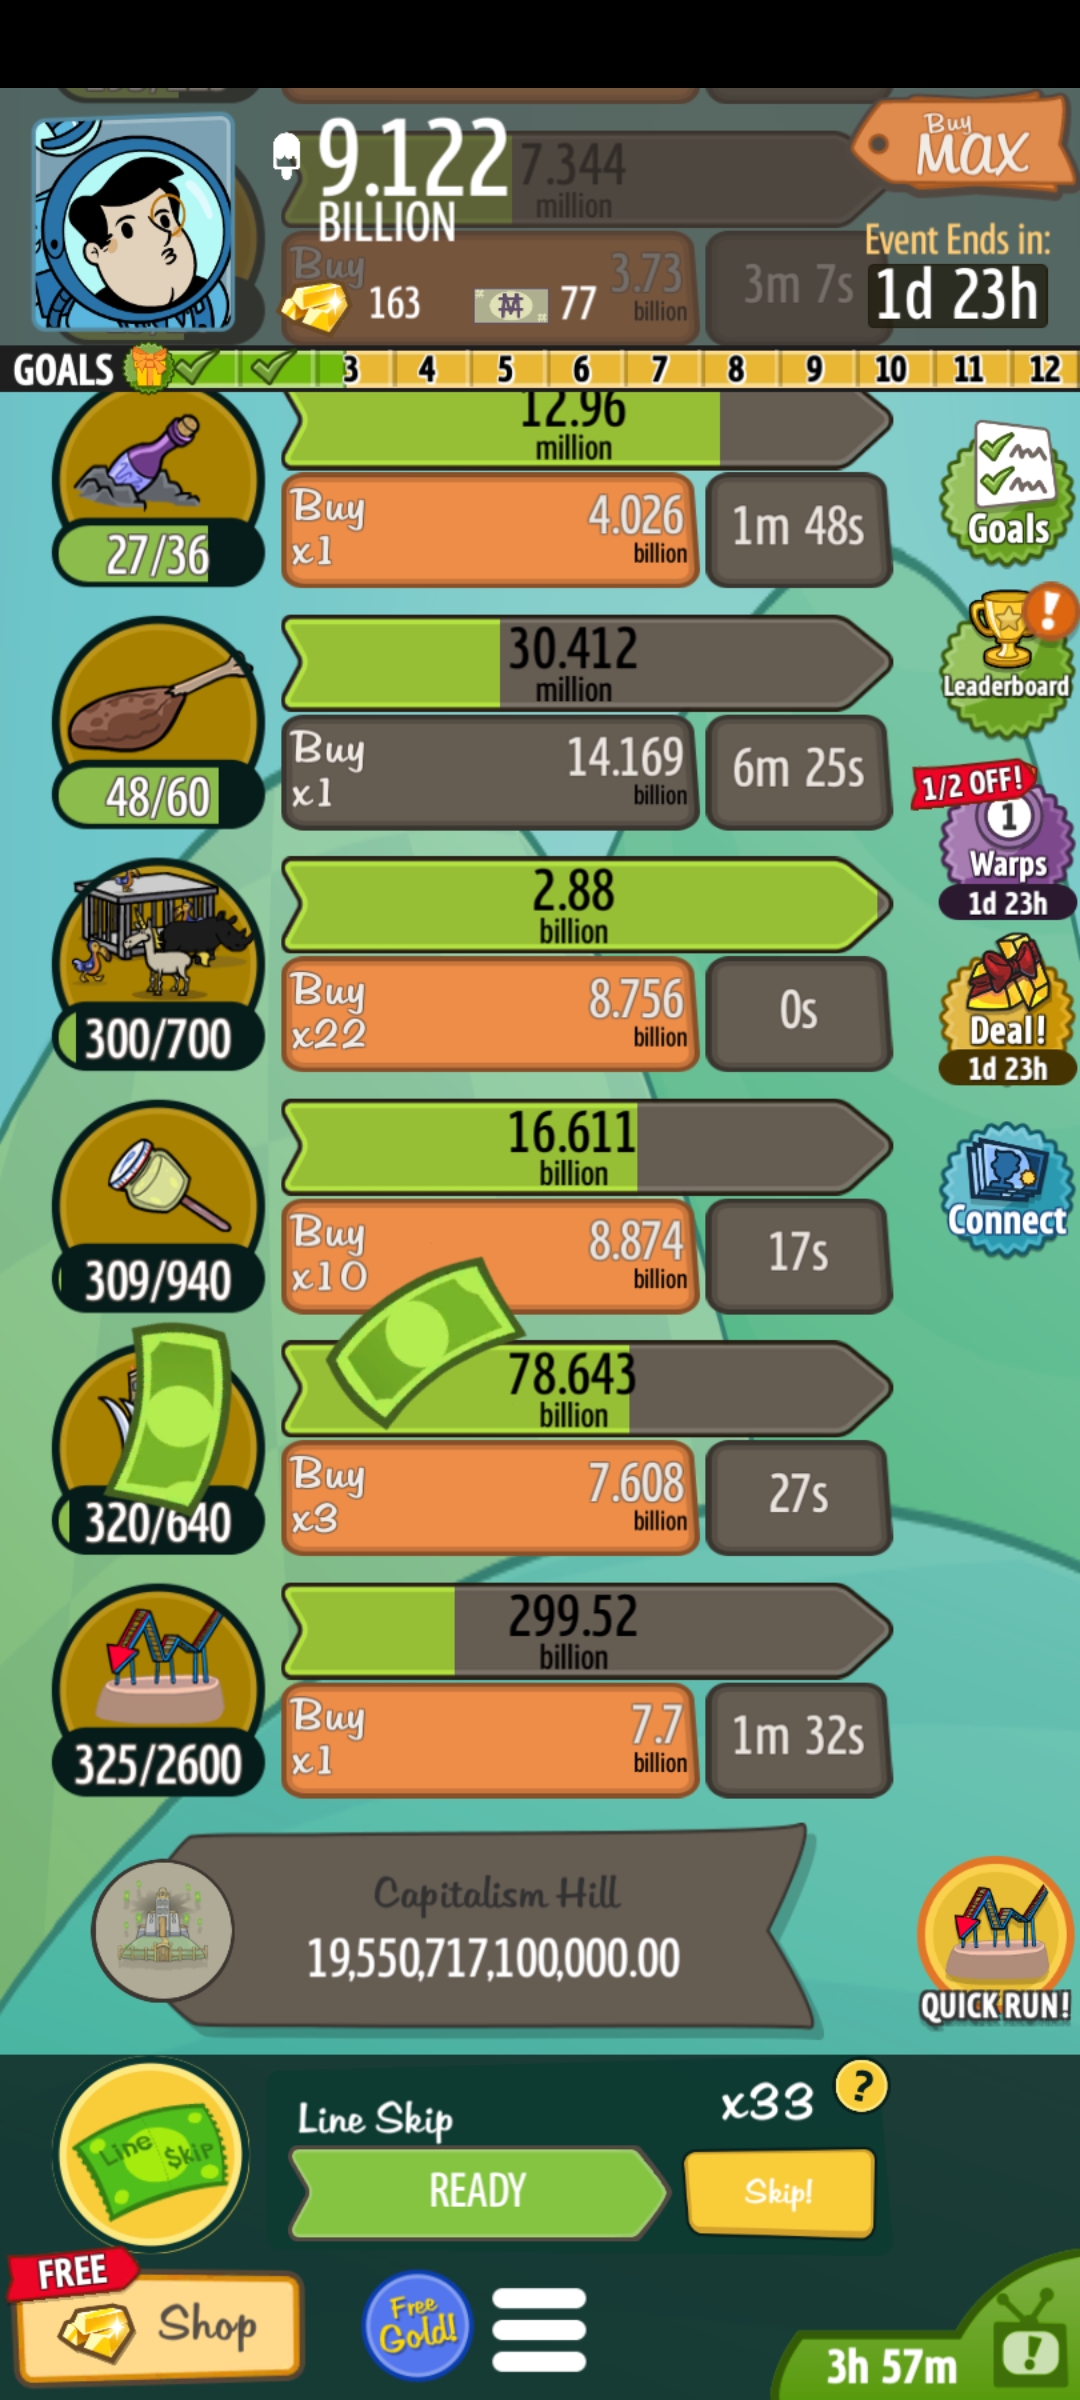 9.122
BILLION
7.344
million
Buy
MAX
Buy
3.73
billion
3m 7s
163
77
Event Ends in:
1d 23h
GOALS
3 4 5 6 7 8 9 10 11 12
12.96
million
27/36
Buy
x1
4.026
billion
1m 48s
Goals
30.412
million
Leaderboard
48/60
Buy
x1
14.169
billion
6m 25s
1/2 OFF!
1
Warps
1d 23h
2.88
billion
300/700
Buy
x22
8.756
billion
0s
Deal!
1d 23h
16.611
billion
Connect
309/940
Buy
x10
8.874
billion
17s
78.643
billion
320/640
Buy
x3
7.608
billion
27s
299.52
billion
325/2600
Buy
x1
7.7
billion
1m 32s
Capitalism Hill
19,550,717,100,000.00
QUICK RUN!
Line $kip
Line Skip
x33
?
READY
Skip!
FREE
Shop
Free
Gold!
3h 57m